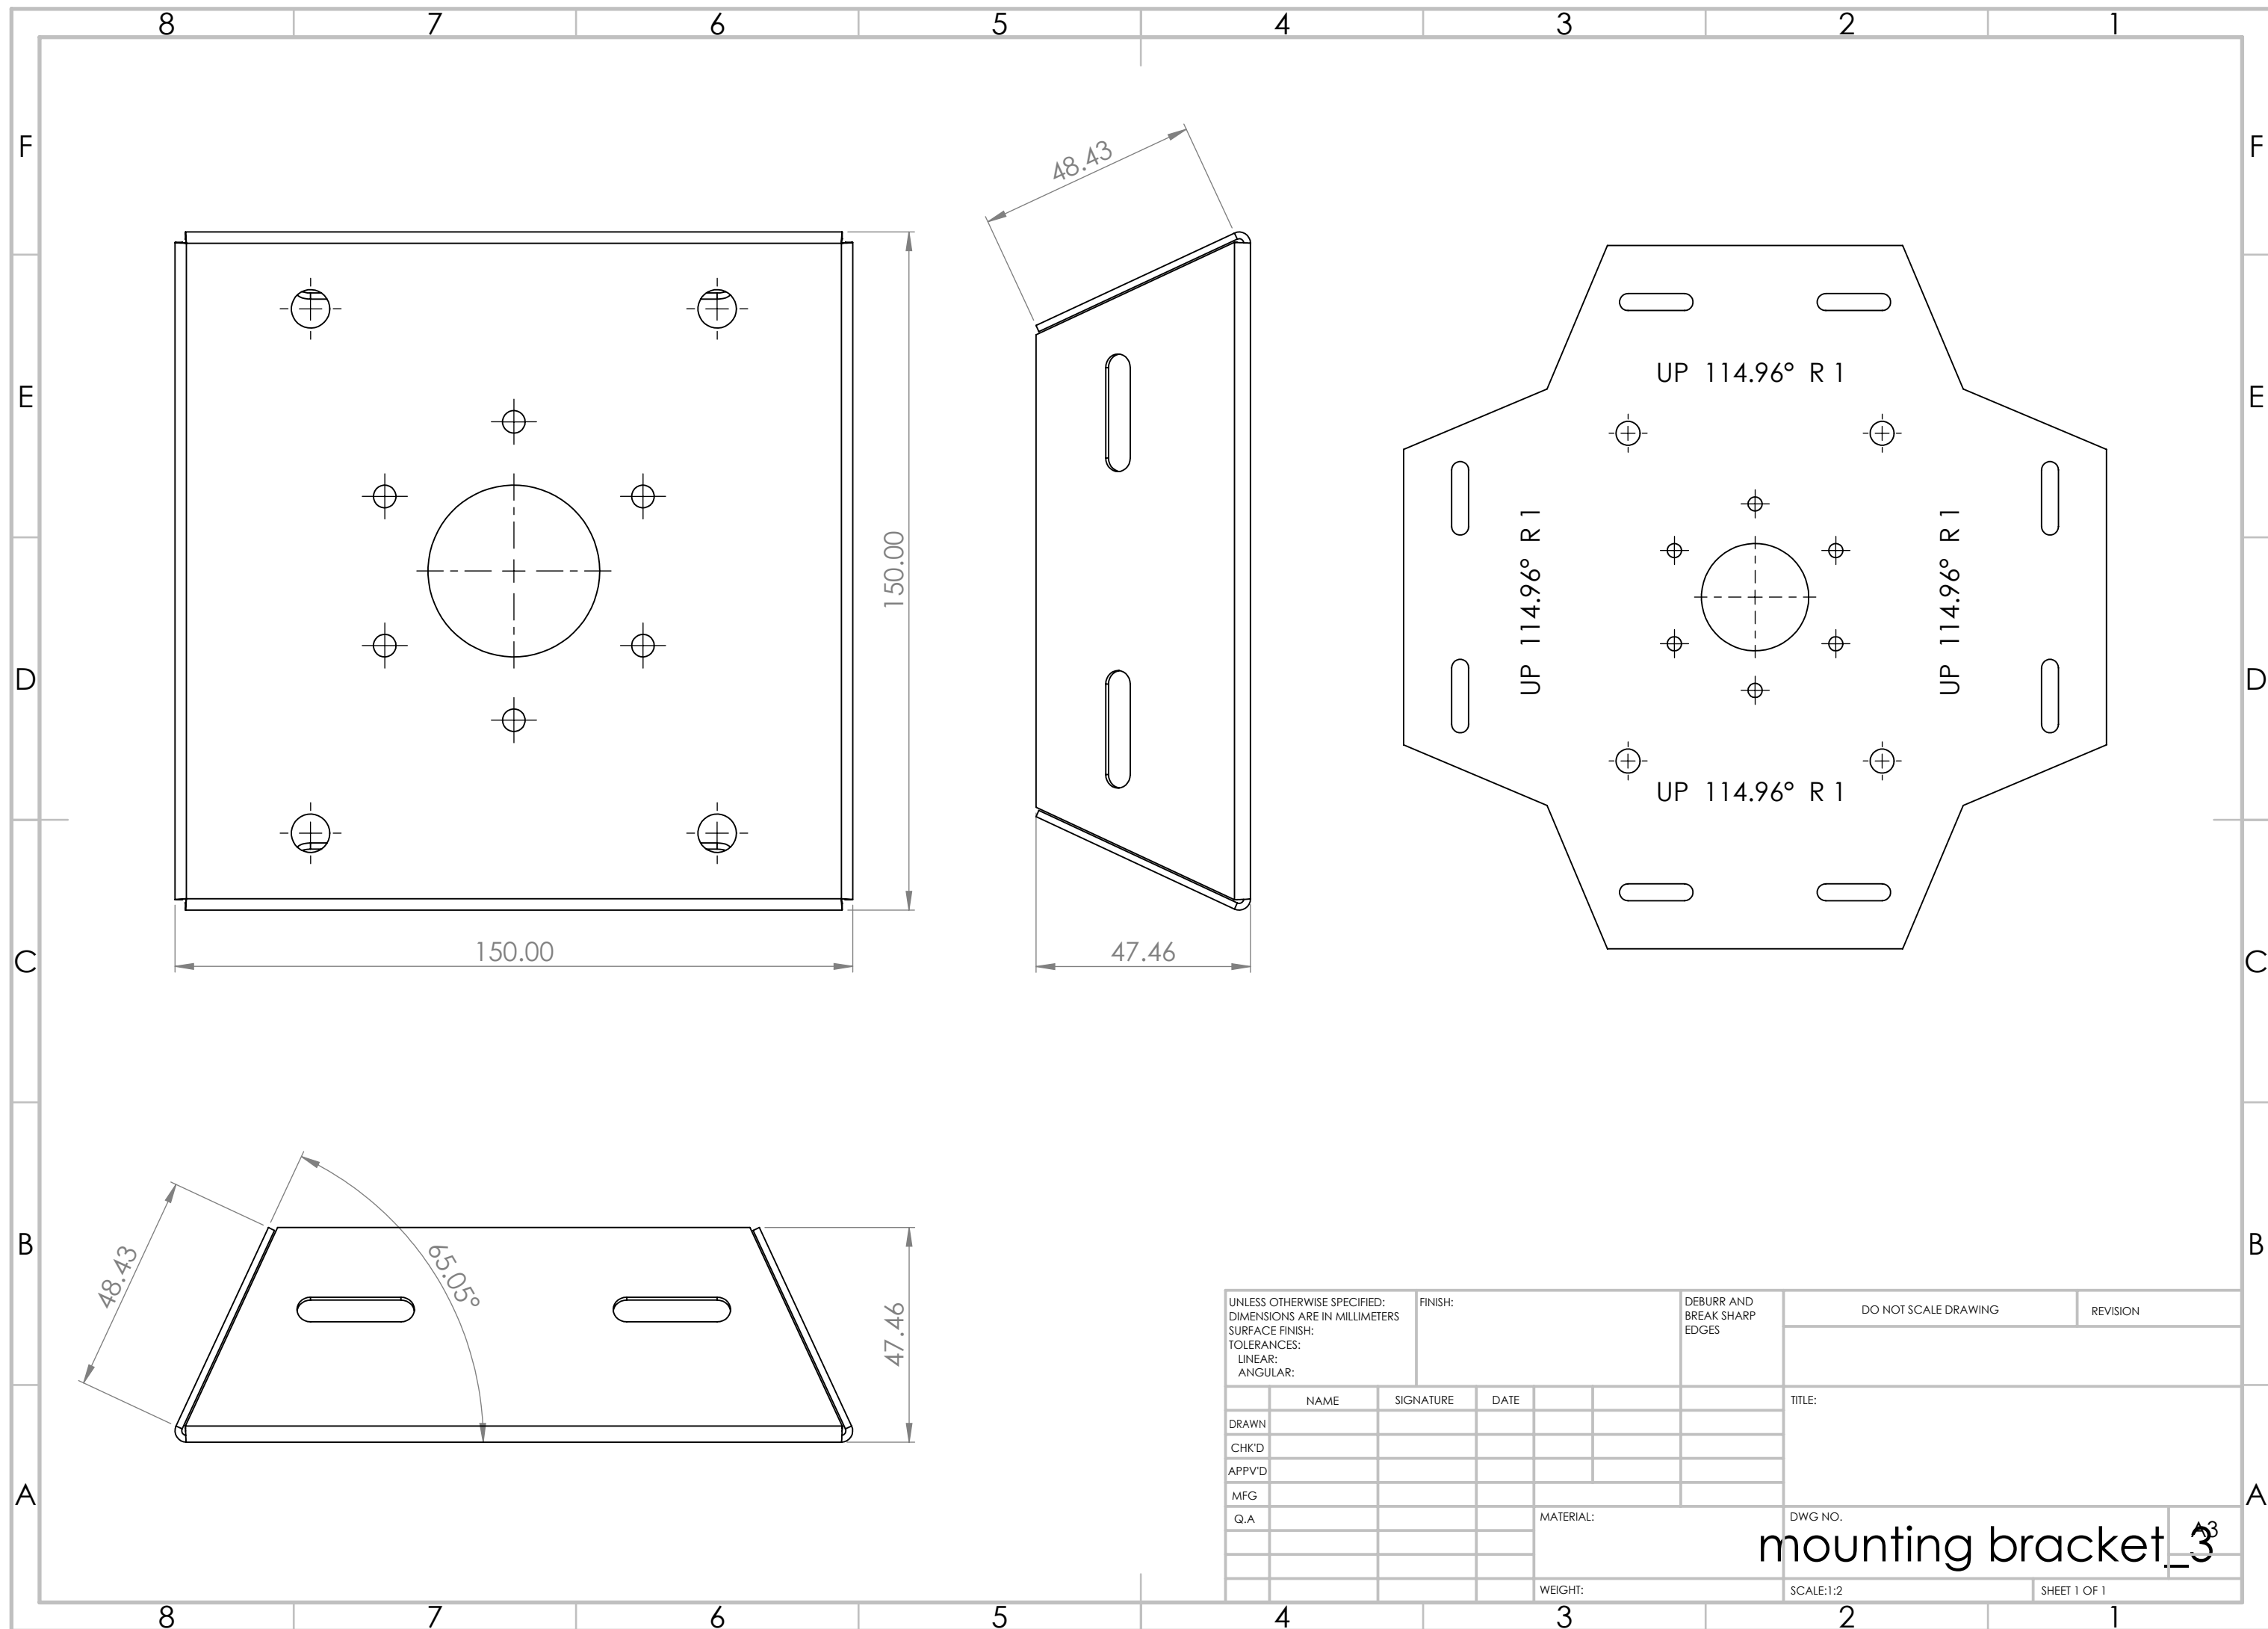 8 7 6 5 4 3 2 1
F F
E E
D D
C C
B B
A A
48.43
150.00
150.00
47.46
UP 114.96° R 1
UP 114.96° R 1
UP 114.96° R 1
UP 114.96° R 1
48.43
65.05°
47.46
UNLESS OTHERWISE SPECIFIED:
DIMENSIONS ARE IN MILLIMETERS
SURFACE FINISH:
TOLERANCES:
LINEAR:
ANGULAR:
FINISH:
DEBURR AND
BREAK SHARP
EDGES
DO NOT SCALE DRAWING
REVISION
NAME SIGNATURE DATE
TITLE:
DRAWN
CHK'D
APPV'D
MFG
Q.A
MATERIAL:
DWG NO.
mounting bracket_3
A3
WEIGHT:
SCALE:1:2
SHEET 1 OF 1
8 7 6 5 4 3 2 1